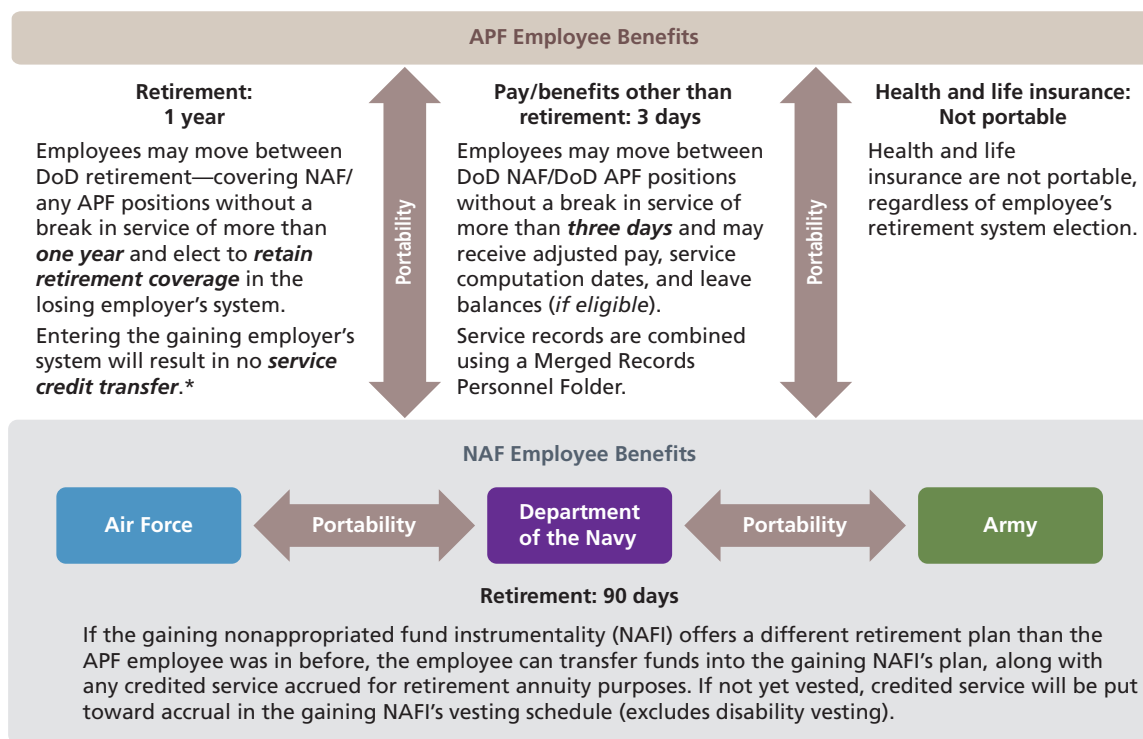 APF Employee Benefits
Retirement:
1 year
Employees may move between
DoD retirement—covering NAF/
any APF positions without a
break in service of more than
one year and elect to retain
retirement coverage in the
losing employer’s system.
Entering the gaining employer’s
system will result in no service
credit transfer.*
Portability
Pay/benefits other than
retirement: 3 days
Employees may move between
DoD NAF/DoD APF positions
without a break in service of
more than three days and may
receive adjusted pay, service
computation dates, and leave
balances (if eligible).
Service records are combined
using a Merged Records
Personnel Folder.
Portability
Health and life insurance:
Not portable
Health and life
insurance are not portable,
regardless of employee’s
retirement system election.
NAF Employee Benefits
Air Force
Portability
Department
of the Navy
Portability
Army
Retirement: 90 days
If the gaining nonappropriated fund instrumentality (NAFI) offers a different retirement plan than the
APF employee was in before, the employee can transfer funds into the gaining NAFI’s plan, along with
any credited service accrued for retirement annuity purposes. If not yet vested, credited service will be put
toward accrual in the gaining NAFI’s vesting schedule (excludes disability vesting).